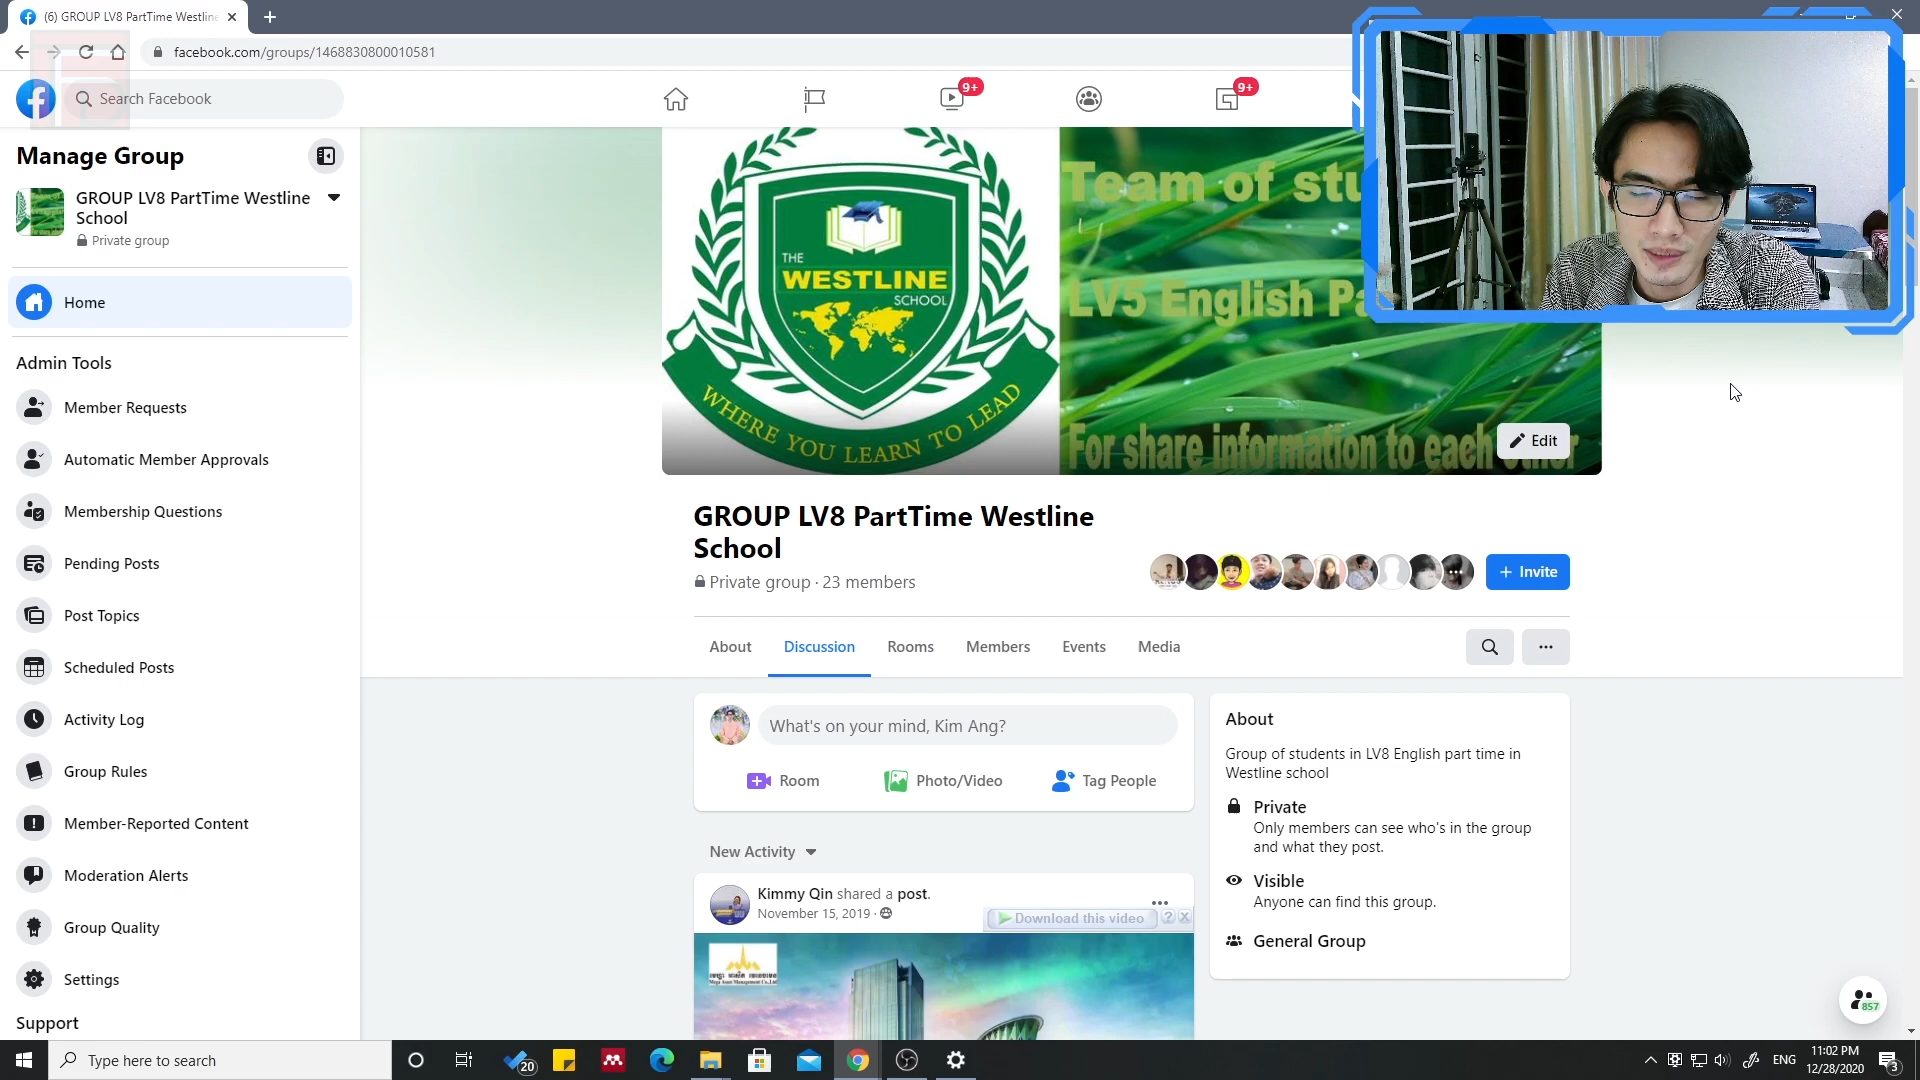 (6) GROUP LV8 PartTime Westline
facebook.com/groups/1468830800010581
Search Facebook
9+
9+
Manage Group
GROUP LV8 PartTime Westline
School
Private group
Home
Admin Tools
Member Requests
Automatic Member Approvals
Membership Questions
Pending Posts
Post Topics
Scheduled Posts
Activity Log
Group Rules
Member-Reported Content
Moderation Alerts
Group Quality
Settings
Support
THE
WESTLINE
SCHOOL
WHERE YOU LEARN TO LEAD
Team of stu
LV5 English Pa
For share information to each other
Edit
GROUP LV8 PartTime Westline
School
Private group · 23 members
+ Invite
About
Discussion
Rooms
Members
Events
Media
What's on your mind, Kim Ang?
Room
Photo/Video
Tag People
New Activity
Kimmy Qin shared a post.
November 15, 2019 ·
Download this video
?
Mega Asset Management Co.,Ltd
About
Group of students in LV8 English part time in
Westline school
Private
Only members can see who's in the group
and what they post.
Visible
Anyone can find this group.
General Group
857
Type here to search
20
ENG
11:02 PM
12/28/2020
3